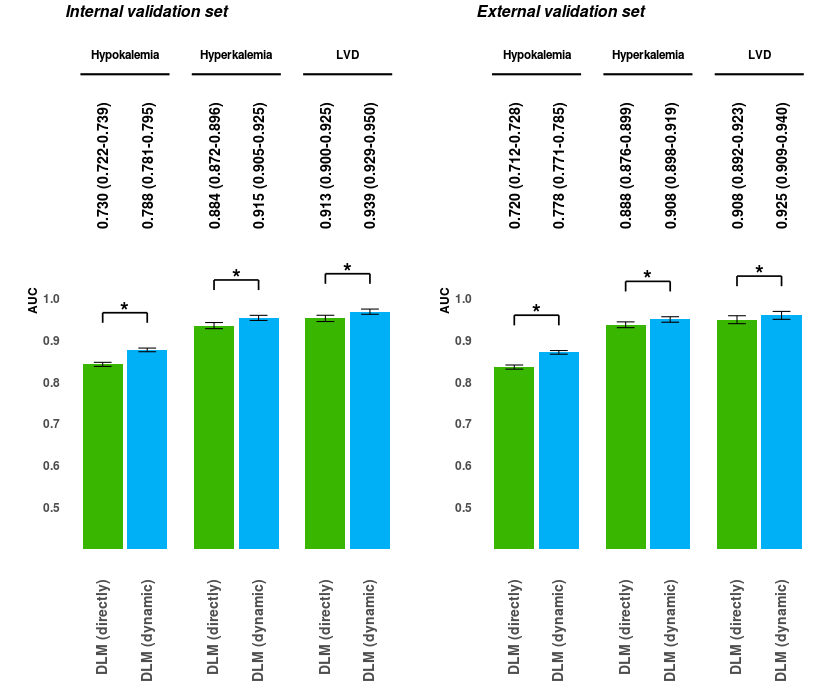 Internal validation set
Hypokalemia
Hyperkalemia
LVD
0.730 (0.722-0.739)
0.788 (0.781-0.795)
0.884 (0.872-0.896)
0.915 (0.905-0.925)
0.913 (0.900-0.925)
0.939 (0.929-0.950)
*
*
*
AUC
1.0
0.9
0.8
0.7
0.6
0.5
DLM (directly)
DLM (dynamic)
DLM (directly)
DLM (dynamic)
DLM (directly)
DLM (dynamic)
External validation set
Hypokalemia
Hyperkalemia
LVD
0.720 (0.712-0.728)
0.778 (0.771-0.785)
0.888 (0.876-0.899)
0.908 (0.898-0.919)
0.908 (0.892-0.923)
0.925 (0.909-0.940)
*
*
*
AUC
1.0
0.9
0.8
0.7
0.6
0.5
DLM (directly)
DLM (dynamic)
DLM (directly)
DLM (dynamic)
DLM (directly)
DLM (dynamic)